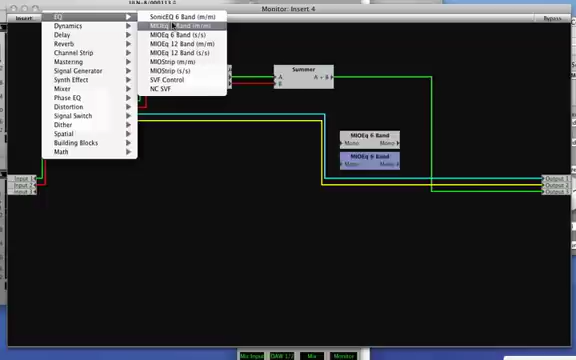 Monitor: Insert 4
Insert:
Bypass
EQ
Dynamics
Delay
Reverb
Channel Strip
Mastering
Signal Generator
Synth Effect
Mixer
Phase EQ
Distortion
Signal Switch
Dither
Spatial
Building Blocks
Math
SonicEQ 6 Band (m/m)
MIOEq 6 Band (m/m)
MIOEq 6 Band (s/s)
MIOEq 12 Band (m/m)
MIOEq 12 Band (s/s)
MIOStrip (m/m)
MIOStrip (s/s)
SVF Control
NC SVF
Summer
A A + B
B
MIOEq 6 Band
Mono Mono
MIOEq 6 Band
Mono Mono
Input 1
Input 2
Input 3
Output 1
Output 2
Output 3
Mic Input DAW 1/2 Mix Monitor